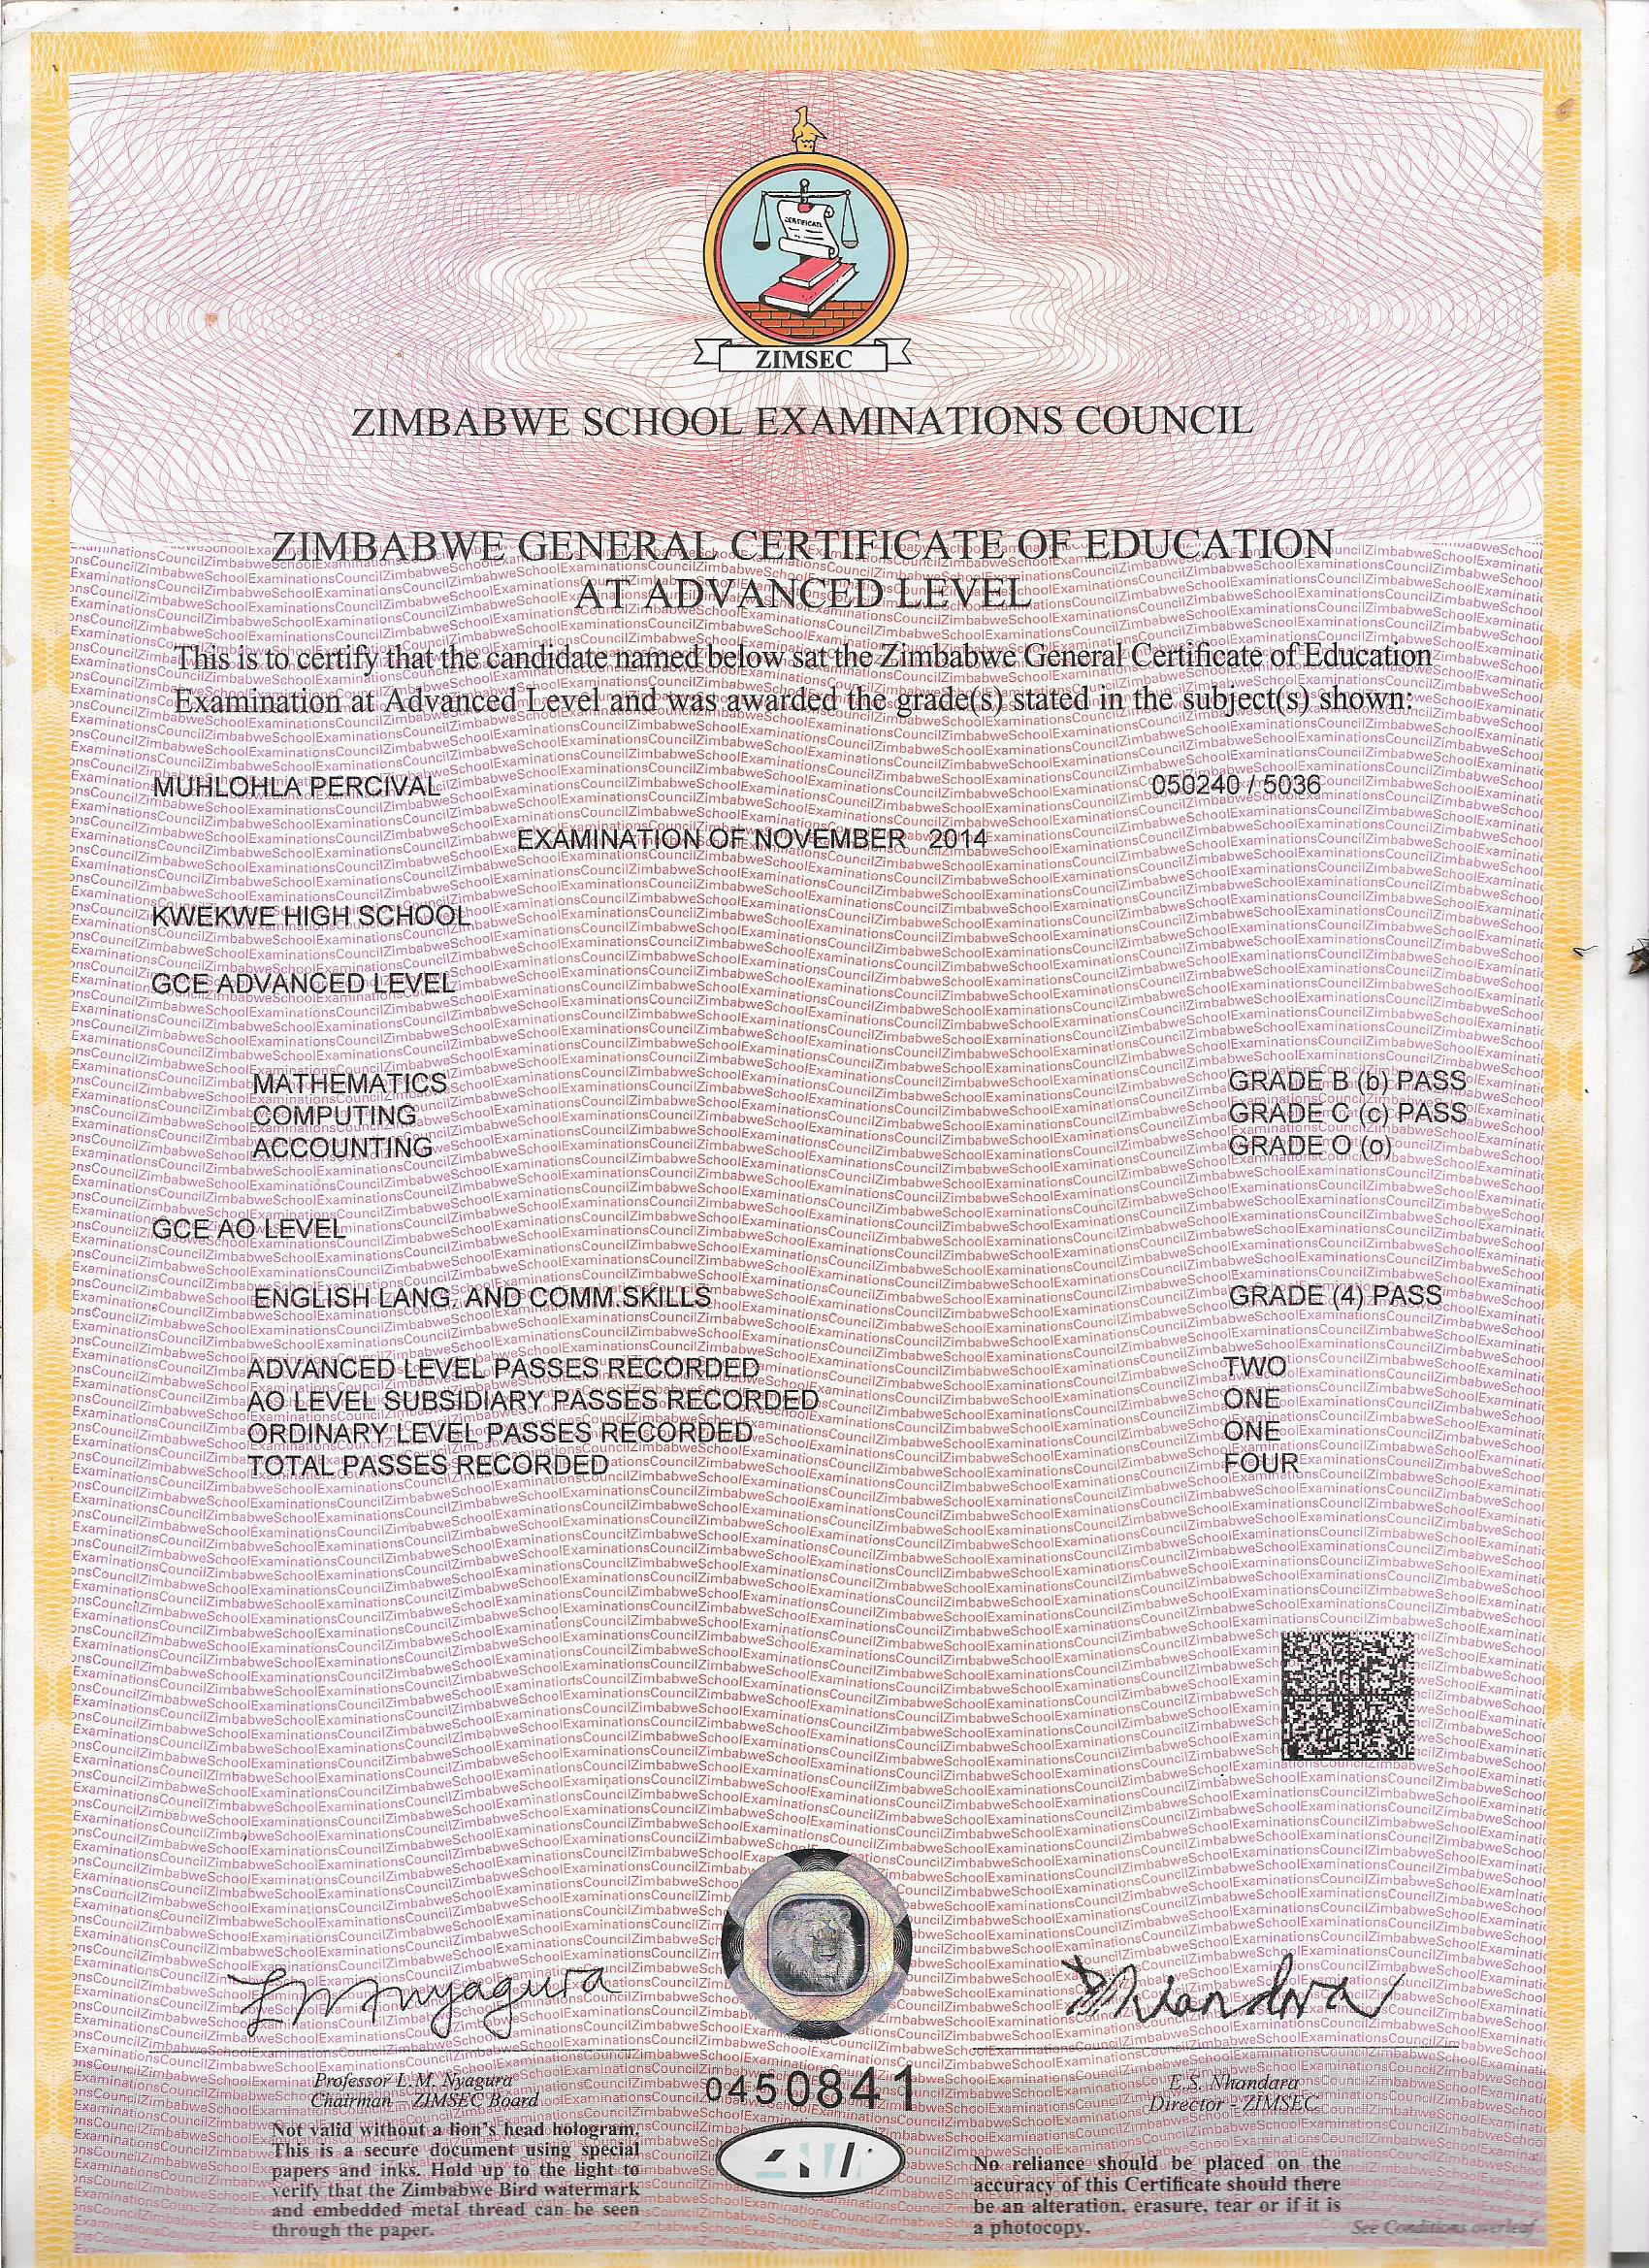 CERTIFICATE
ZIMSEC
ZIMBABWE SCHOOL EXAMINATIONS COUNCIL
ZIMBABWE GENERAL CERTIFICATE OF EDUCATION
AT ADVANCED LEVEL
This is to certify that the candidate named below sat the Zimbabwe General Certificate of Education
Examination at Advanced Level and was awarded the grade(s) stated in the subject(s) shown:
MUHLOHLA PERCIVAL 050240 / 5036
EXAMINATION OF NOVEMBER 2014
KWEKWE HIGH SCHOOL
GCE ADVANCED LEVEL
MATHEMATICS GRADE B (b) PASS
COMPUTING GRADE C (c) PASS
ACCOUNTING GRADE O (o)
GCE AO LEVEL
ENGLISH LANG. AND COMM.SKILLS GRADE (4) PASS
ADVANCED LEVEL PASSES RECORDED TWO
AO LEVEL SUBSIDIARY PASSES RECORDED ONE
ORDINARY LEVEL PASSES RECORDED ONE
TOTAL PASSES RECORDED FOUR
Professor L.M. Nyagura
Chairman - ZIMSEC Board
0450841
E.S. Nhandara
Director - ZIMSEC
Not valid without a lion's head hologram.
This is a secure document using special
papers and inks. Hold up to the light to
verify that the Zimbabwe Bird watermark
and embedded metal thread can be seen
through the paper.
No reliance should be placed on the
accuracy of this Certificate should there
be an alteration, erasure, tear or if it is
a photocopy.
See Conditions overleaf